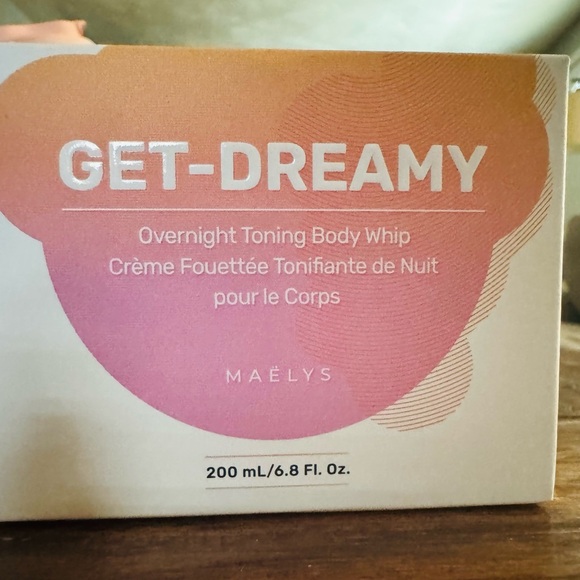 GET-DREAMY
Overnight Toning Body Whip
Crème Fouettée Tonifiante de Nuit
pour le Corps
MAËLYS
200 mL/6.8 Fl. Oz.